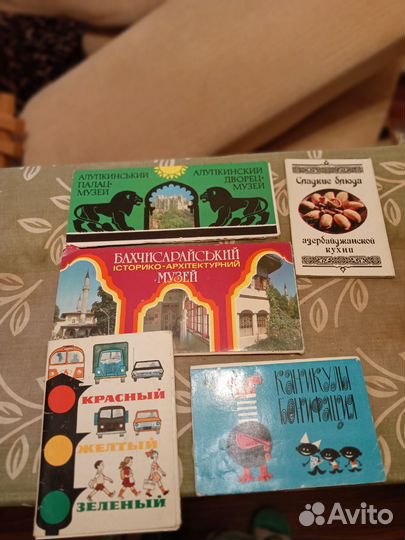 АЛУПКИНСЬКИЙ
ПАЛАЦ-
МУЗЕЙ
АЛУПКИНСКИЙ
ДВОРЕЦ-
МУЗЕЙ
Сладкие блюда
азербайджанской
кухни
БАХЧИСАРАЙСЬКИЙ
ІСТОРИКО-АРХІТЕКТУРНИЙ
МУЗЕЙ
КРАСНЫЙ
ЖЕЛТЫЙ
ЗЕЛЕНЫЙ
КАНИКУЛЫ
БОНИФАЦИЯ
Avito